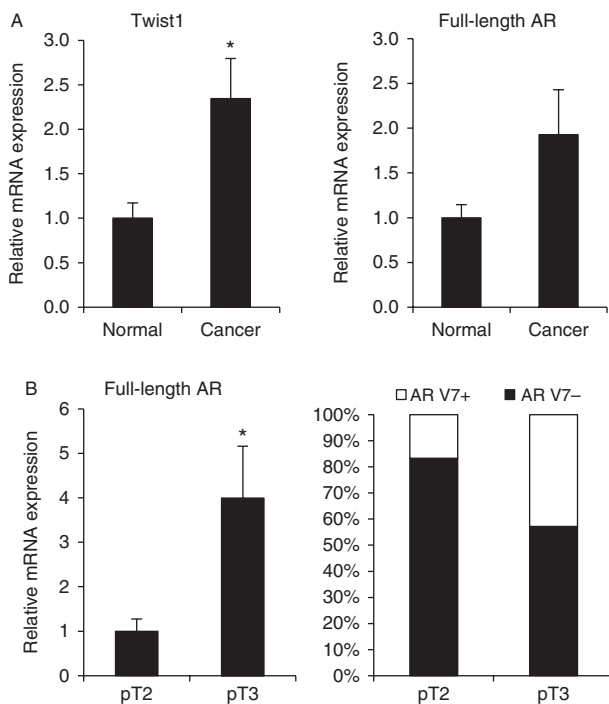 A
Twist1
Relative mRNA expression
3.0
2.5
2.0
1.5
1.0
1.5
0.0
*
Normal Cancer
Full-length AR
Relative mRNA expression
3.0
2.5
2.0
1.5
1.0
1.5
0.0
Normal Cancer
B
Full-length AR
Relative mRNA expression
6
5
4
3
2
1
0
*
pT2 pT3
AR V7+ AR V7–
100%
90%
80%
70%
60%
50%
40%
30%
20%
10%
0%
pT2 pT3